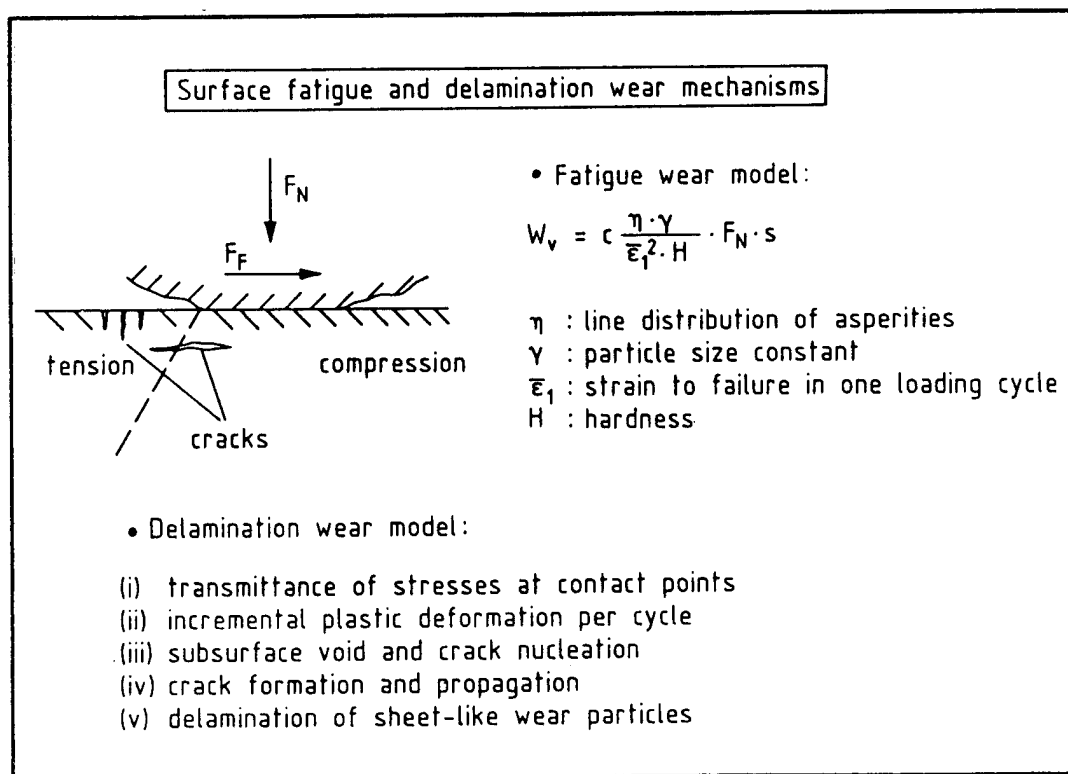 Surface fatigue and delamination wear mechanisms
F_N
F_F
tension
compression
cracks
• Fatigue wear model:
W_v = c (η·γ)/(ε̄₁²·H) · F_N · s
η : line distribution of asperities
γ : particle size constant
ε̄₁ : strain to failure in one loading cycle
H : hardness
• Delamination wear model:
(i) transmittance of stresses at contact points
(ii) incremental plastic deformation per cycle
(iii) subsurface void and crack nucleation
(iv) crack formation and propagation
(v) delamination of sheet-like wear particles